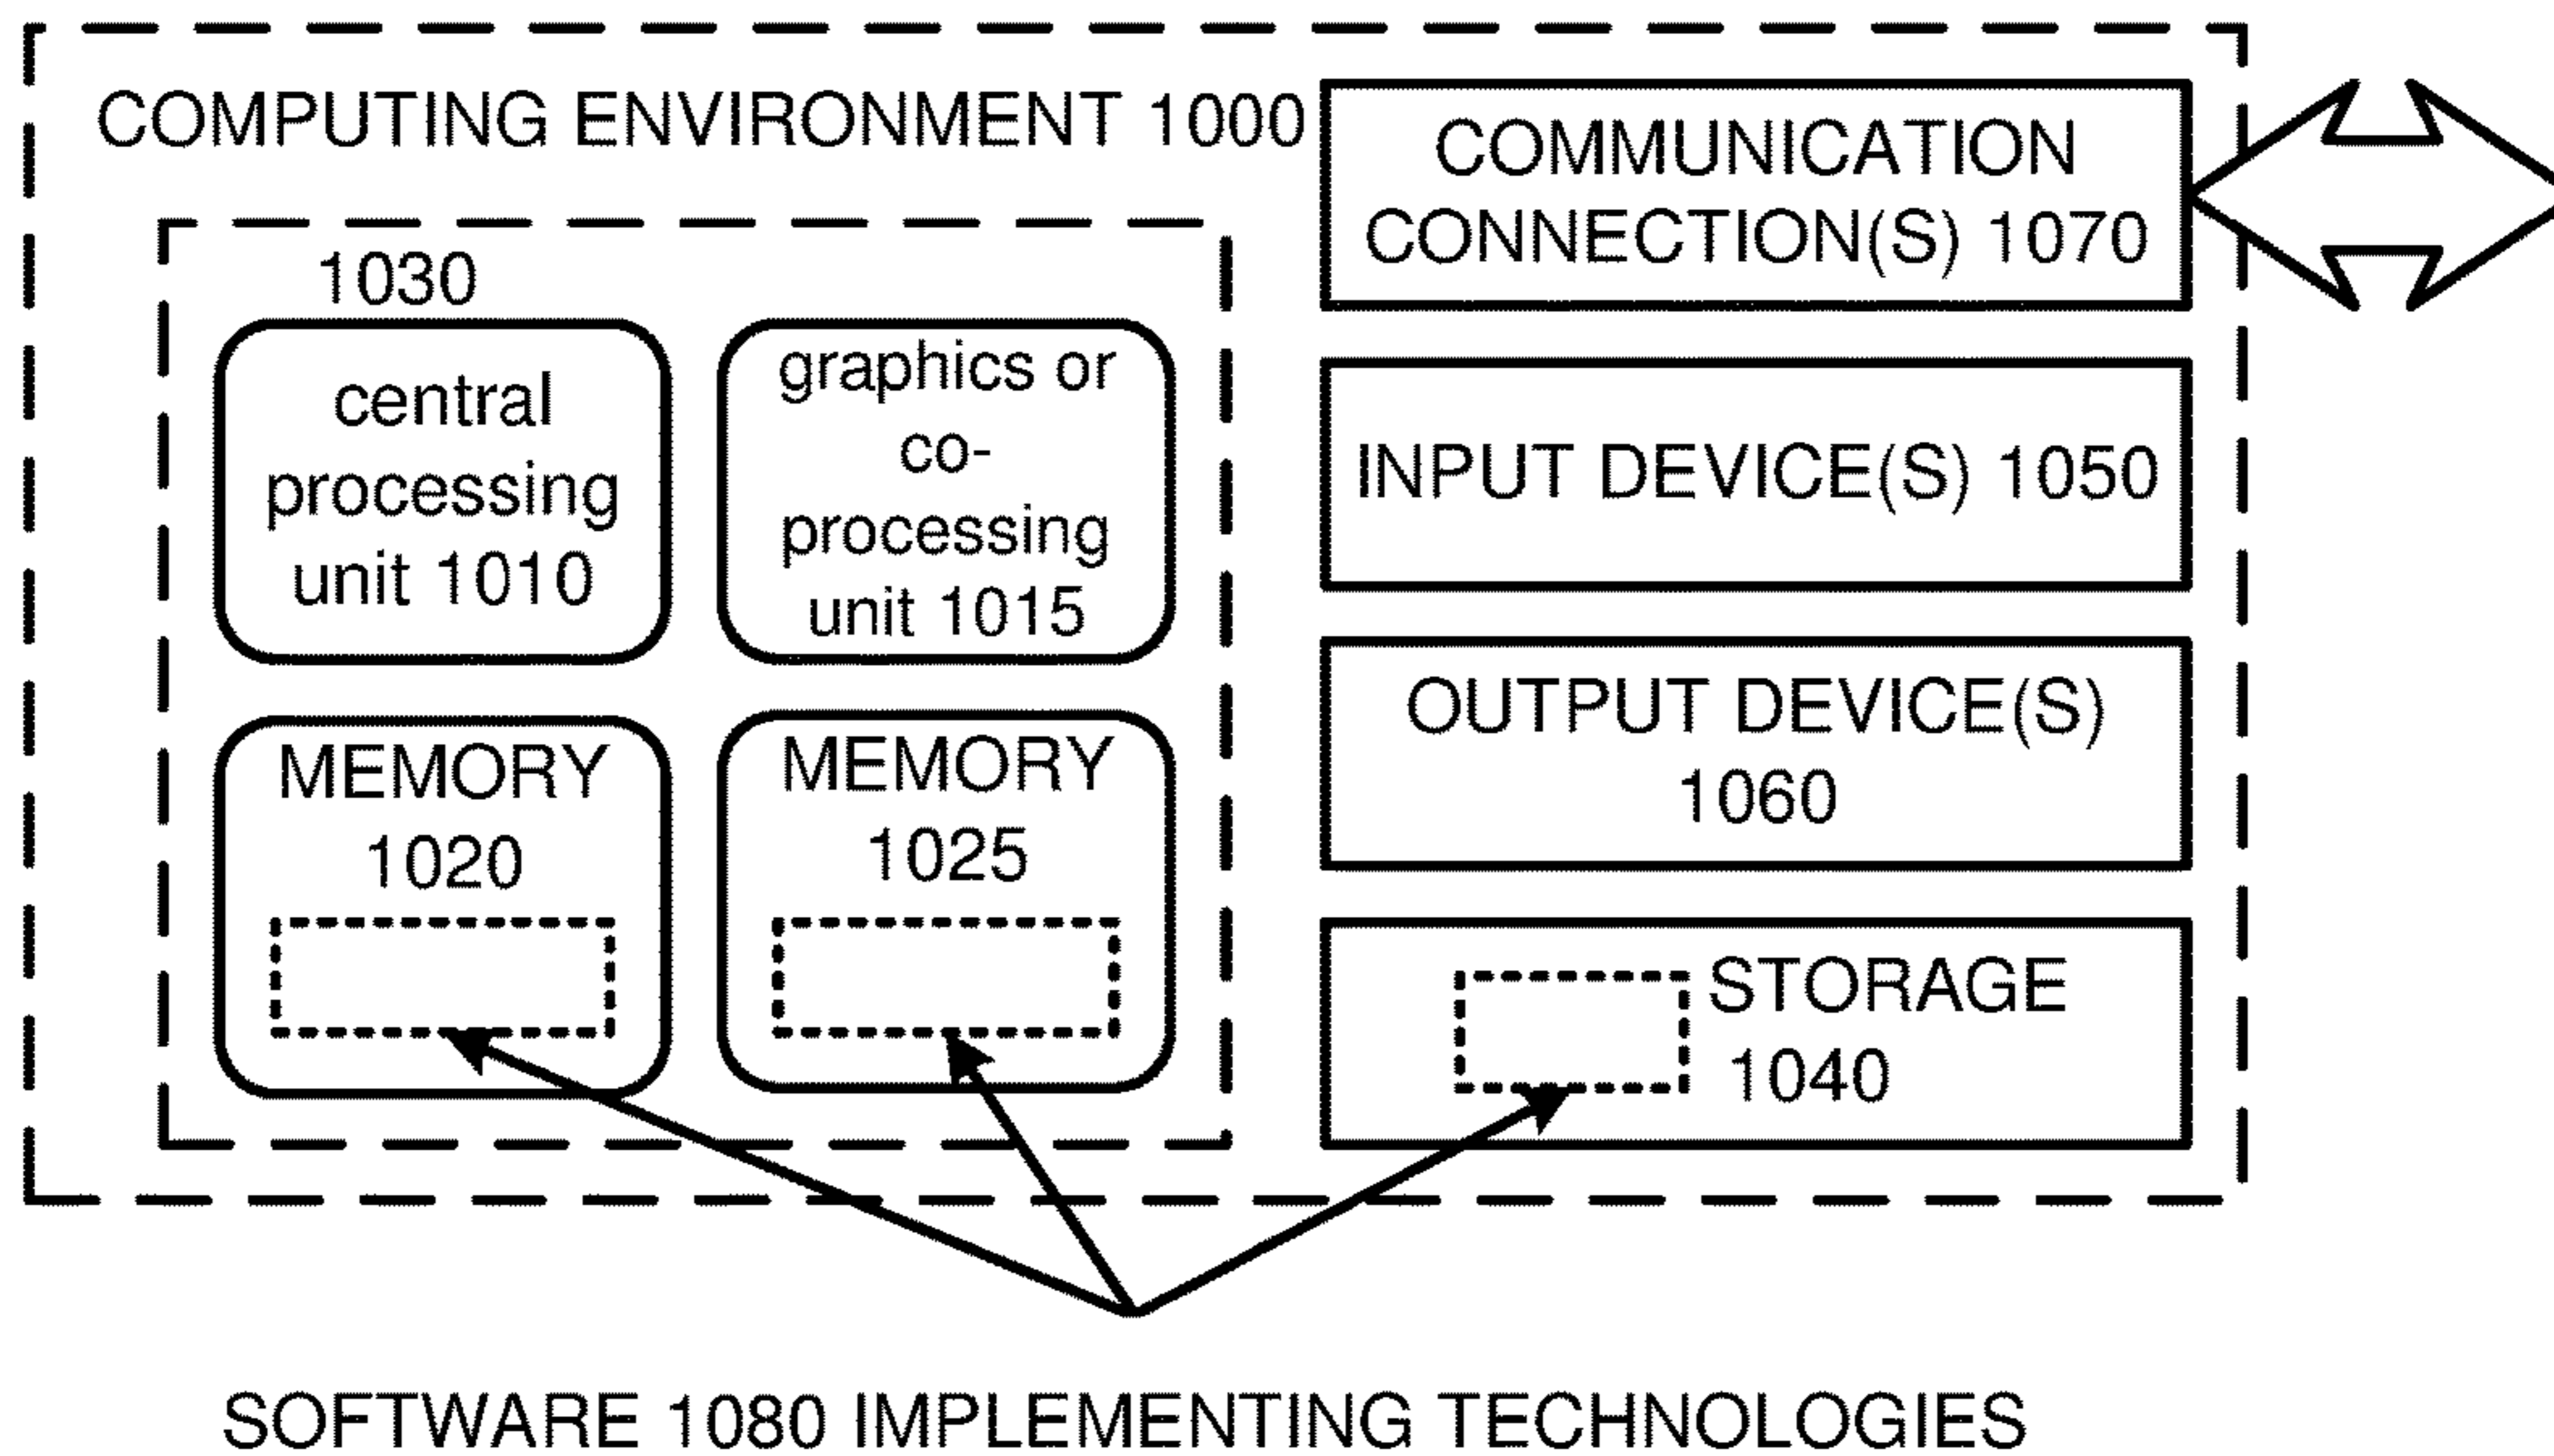 COMPUTING ENVIRONMENT 1000
COMMUNICATION
CONNECTION(S) 1070
1030
central
processing
unit 1010
graphics or
co-
processing
unit 1015
INPUT DEVICE(S) 1050
MEMORY
1020
MEMORY
1025
OUTPUT DEVICE(S)
1060
STORAGE
1040
SOFTWARE 1080 IMPLEMENTING TECHNOLOGIES